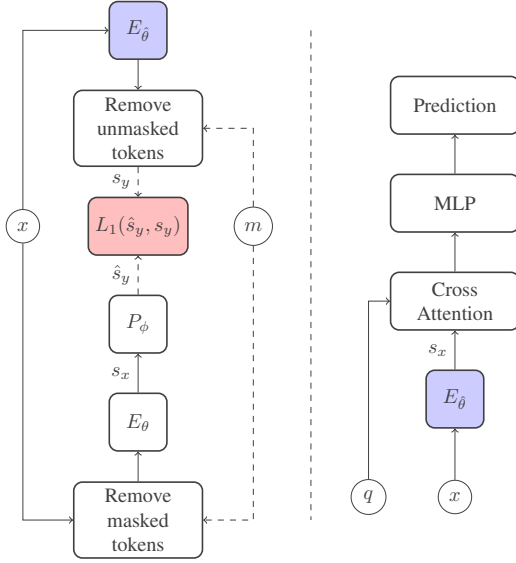 E_θ̂
Remove
unmasked
tokens
s_y
x
L₁(ŝ_y, s_y)
m
ŝ_y
P_ϕ
s_x
E_θ
Remove
masked
tokens
Prediction
MLP
Cross
Attention
s_x
E_θ̂
q
x